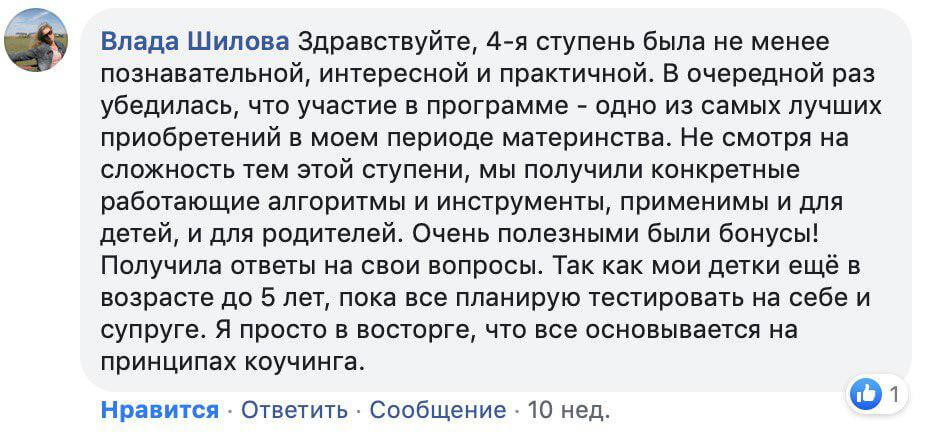 Влада Шилова Здравствуйте, 4-я ступень была не менее
познавательной, интересной и практичной. В очередной раз
убедилась, что участие в программе - одно из самых лучших
приобретений в моем периоде материнства. Не смотря на
сложность тем этой ступени, мы получили конкретные
работающие алгоритмы и инструменты, применимы и для
детей, и для родителей. Очень полезными были бонусы!
Получила ответы на свои вопросы. Так как мои детки ещё в
возрасте до 5 лет, пока все планирую тестировать на себе и
супруге. Я просто в восторге, что все основывается на
принципах коучинга.
1
Нравится · Ответить · Сообщение · 10 нед.